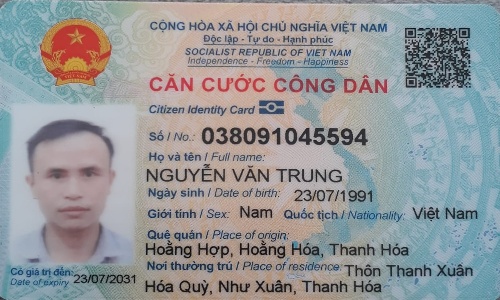 CỘNG HÒA XÃ HỘI CHỦ NGHĨA VIỆT NAM
Độc lập - Tự do - Hạnh phúc
SOCIALIST REPUBLIC OF VIET NAM
Independence - Freedom - Happiness
CĂN CƯỚC CÔNG DÂN
Citizen Identity Card
Số / No.: 038091045594
Họ và tên / Full name:
NGUYỄN VĂN TRUNG
Ngày sinh / Date of birth: 23/07/1991
Giới tính / Sex: Nam Quốc tịch / Nationality: Việt Nam
Quê quán / Place of origin:
Hoằng Hợp, Hoằng Hóa, Thanh Hóa
Nơi thường trú / Place of residence: Thôn Thanh Xuân
Hóa Quỳ, Như Xuân, Thanh Hóa
Có giá trị đến: 23/07/2031
Date of expiry